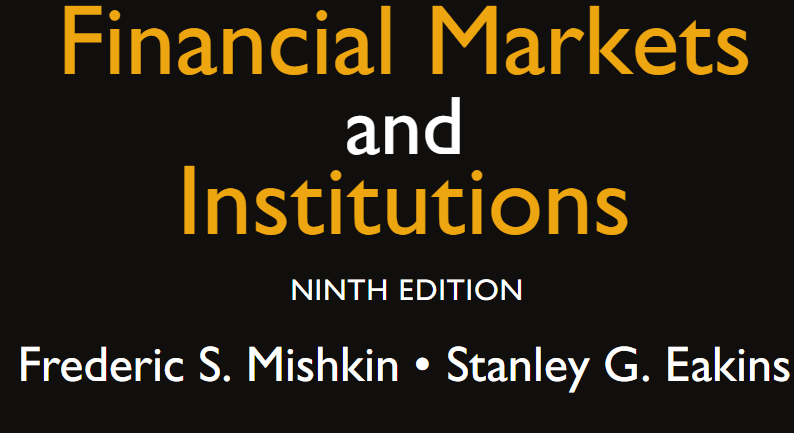 Financial Markets
and
Institutions
NINTH EDITION
Frederic S. Mishkin • Stanley G. Eakins